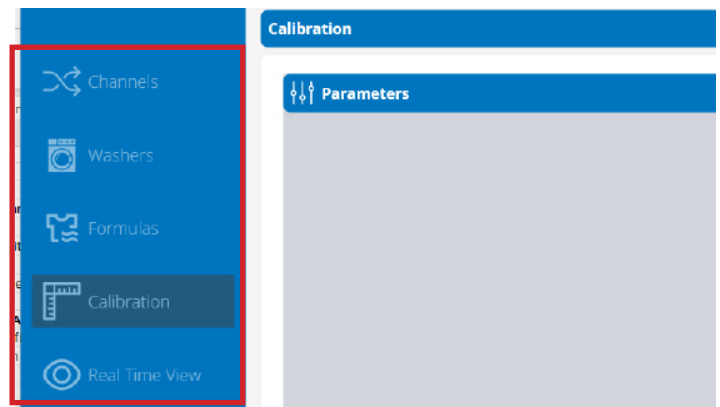 Calibration
Channels
Parameters
Washers
Formulas
Calibration
Real Time View